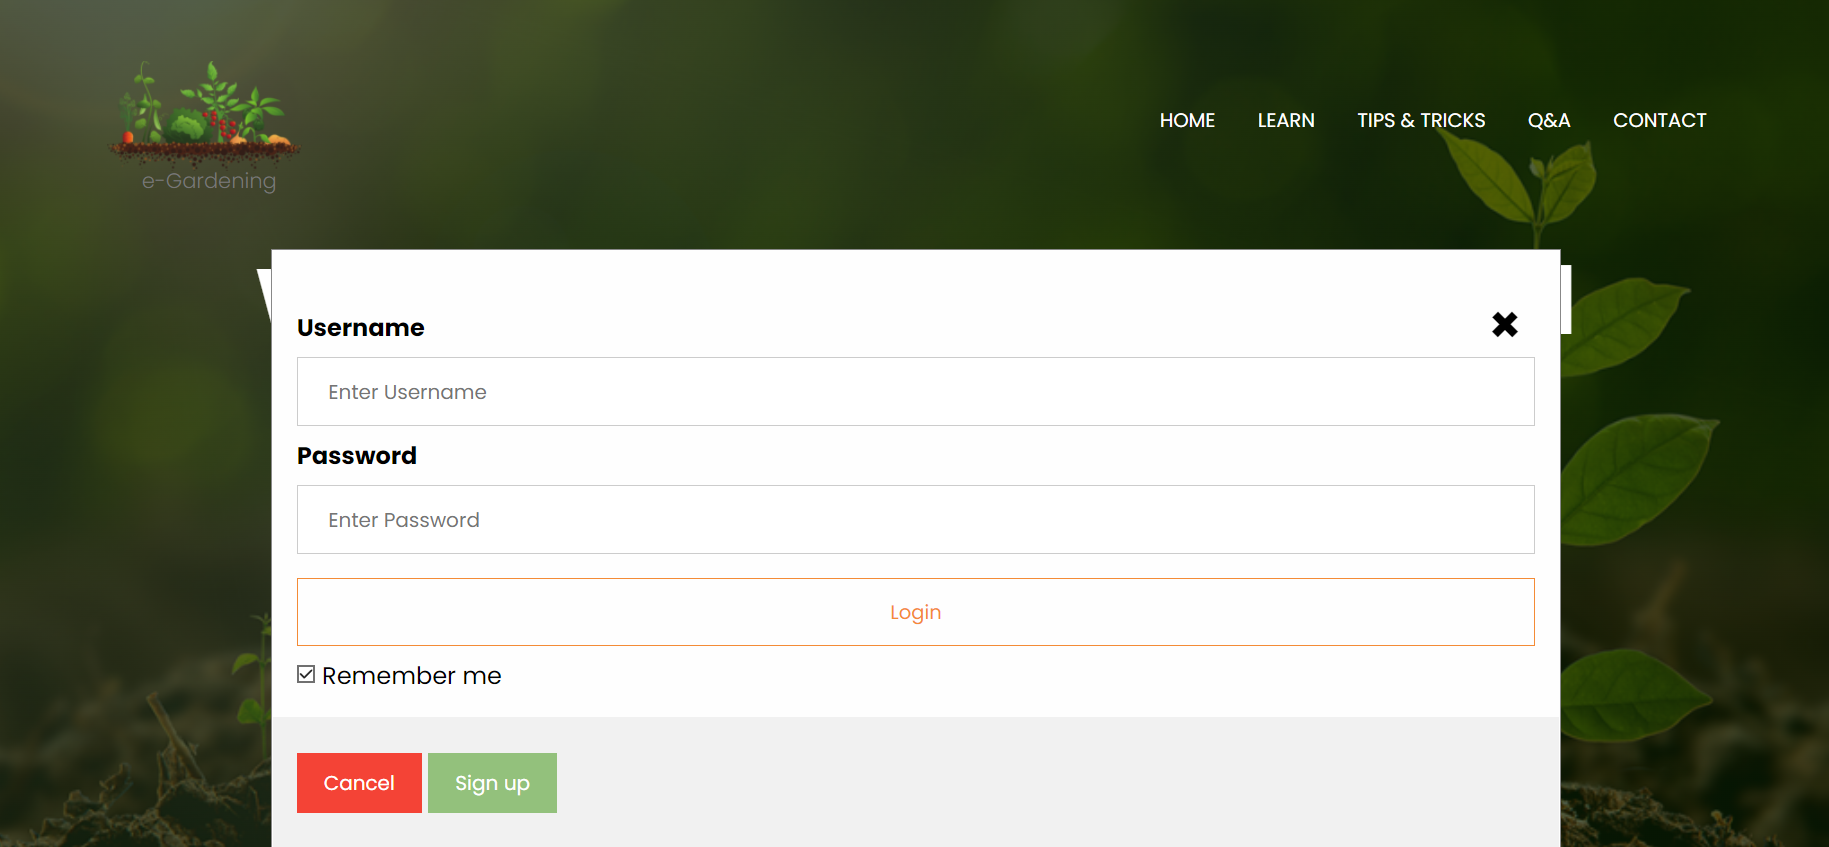 e-Gardening
HOME LEARN TIPS & TRICKS Q&A CONTACT
Username
✖
Enter Username
Password
Enter Password
Login
Remember me
Cancel Sign up